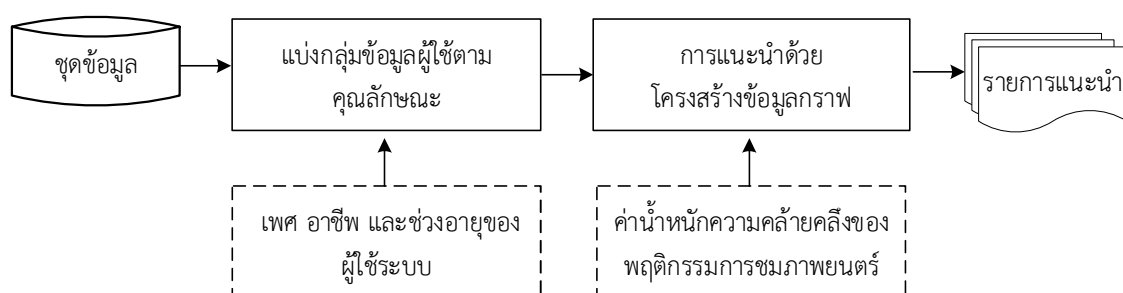 ชุดข้อมูล
แบ่งกลุ่มข้อมูลผู้ใช้ตาม
คุณลักษณะ
การแนะนำด้วย
โครงสร้างข้อมูลกราฟ
รายการแนะนำ
เพศ อาชีพ และช่วงอายุของ
ผู้ใช้ระบบ
ค่าน้ำหนักความคล้ายคลึงของ
พฤติกรรมการชมภาพยนตร์